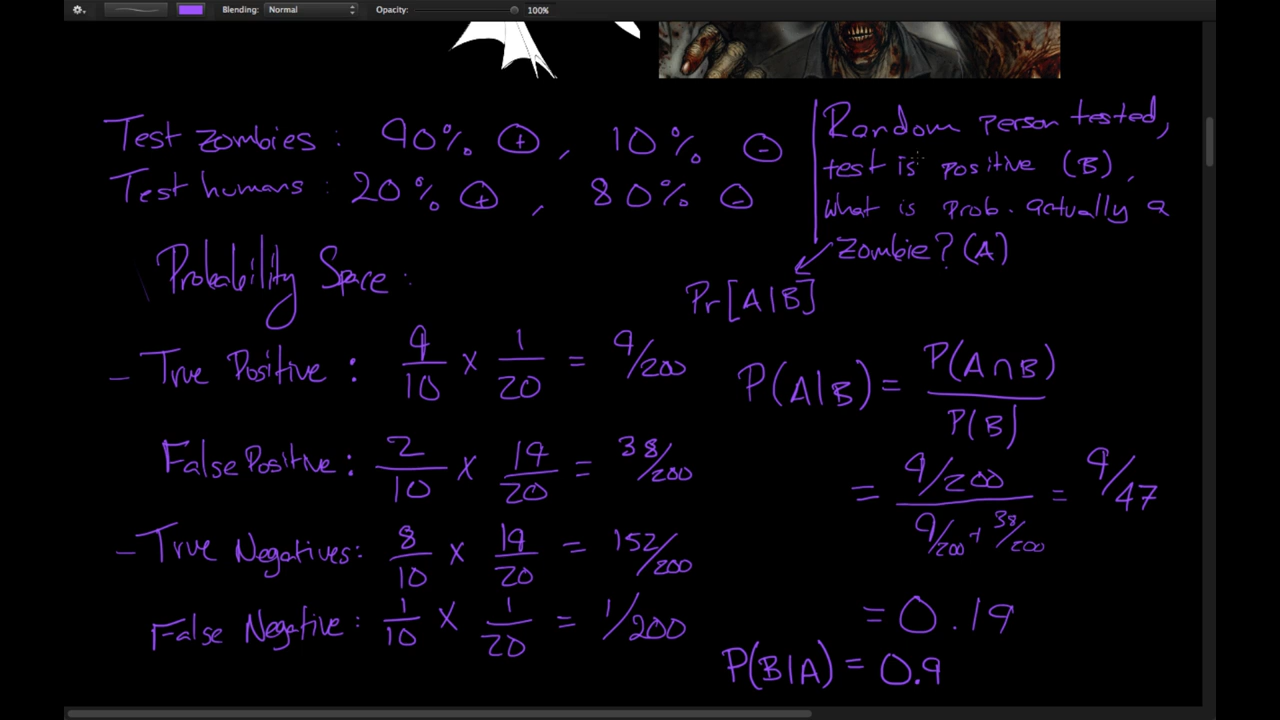 Blending: Normal Opacity: 100%
Test zombies: 90% ⊕, 10% ⊖
Test humans: 20% ⊕, 80% ⊖
Random person tested,
test is positive (B),
what is prob. actually a
zombie? (A)
Probability Space:
Pr[A|B]
- True Positive: 9/10 × 1/20 = 9/200
False Positive: 2/10 × 19/20 = 38/200
- True Negatives: 8/10 × 19/20 = 152/200
False Negative: 1/10 × 1/20 = 1/200
P(A|B) = P(A∩B)/P(B)
= (9/200)/(9/200 + 38/200) = 9/47
= 0.19
P(B|A) = 0.9